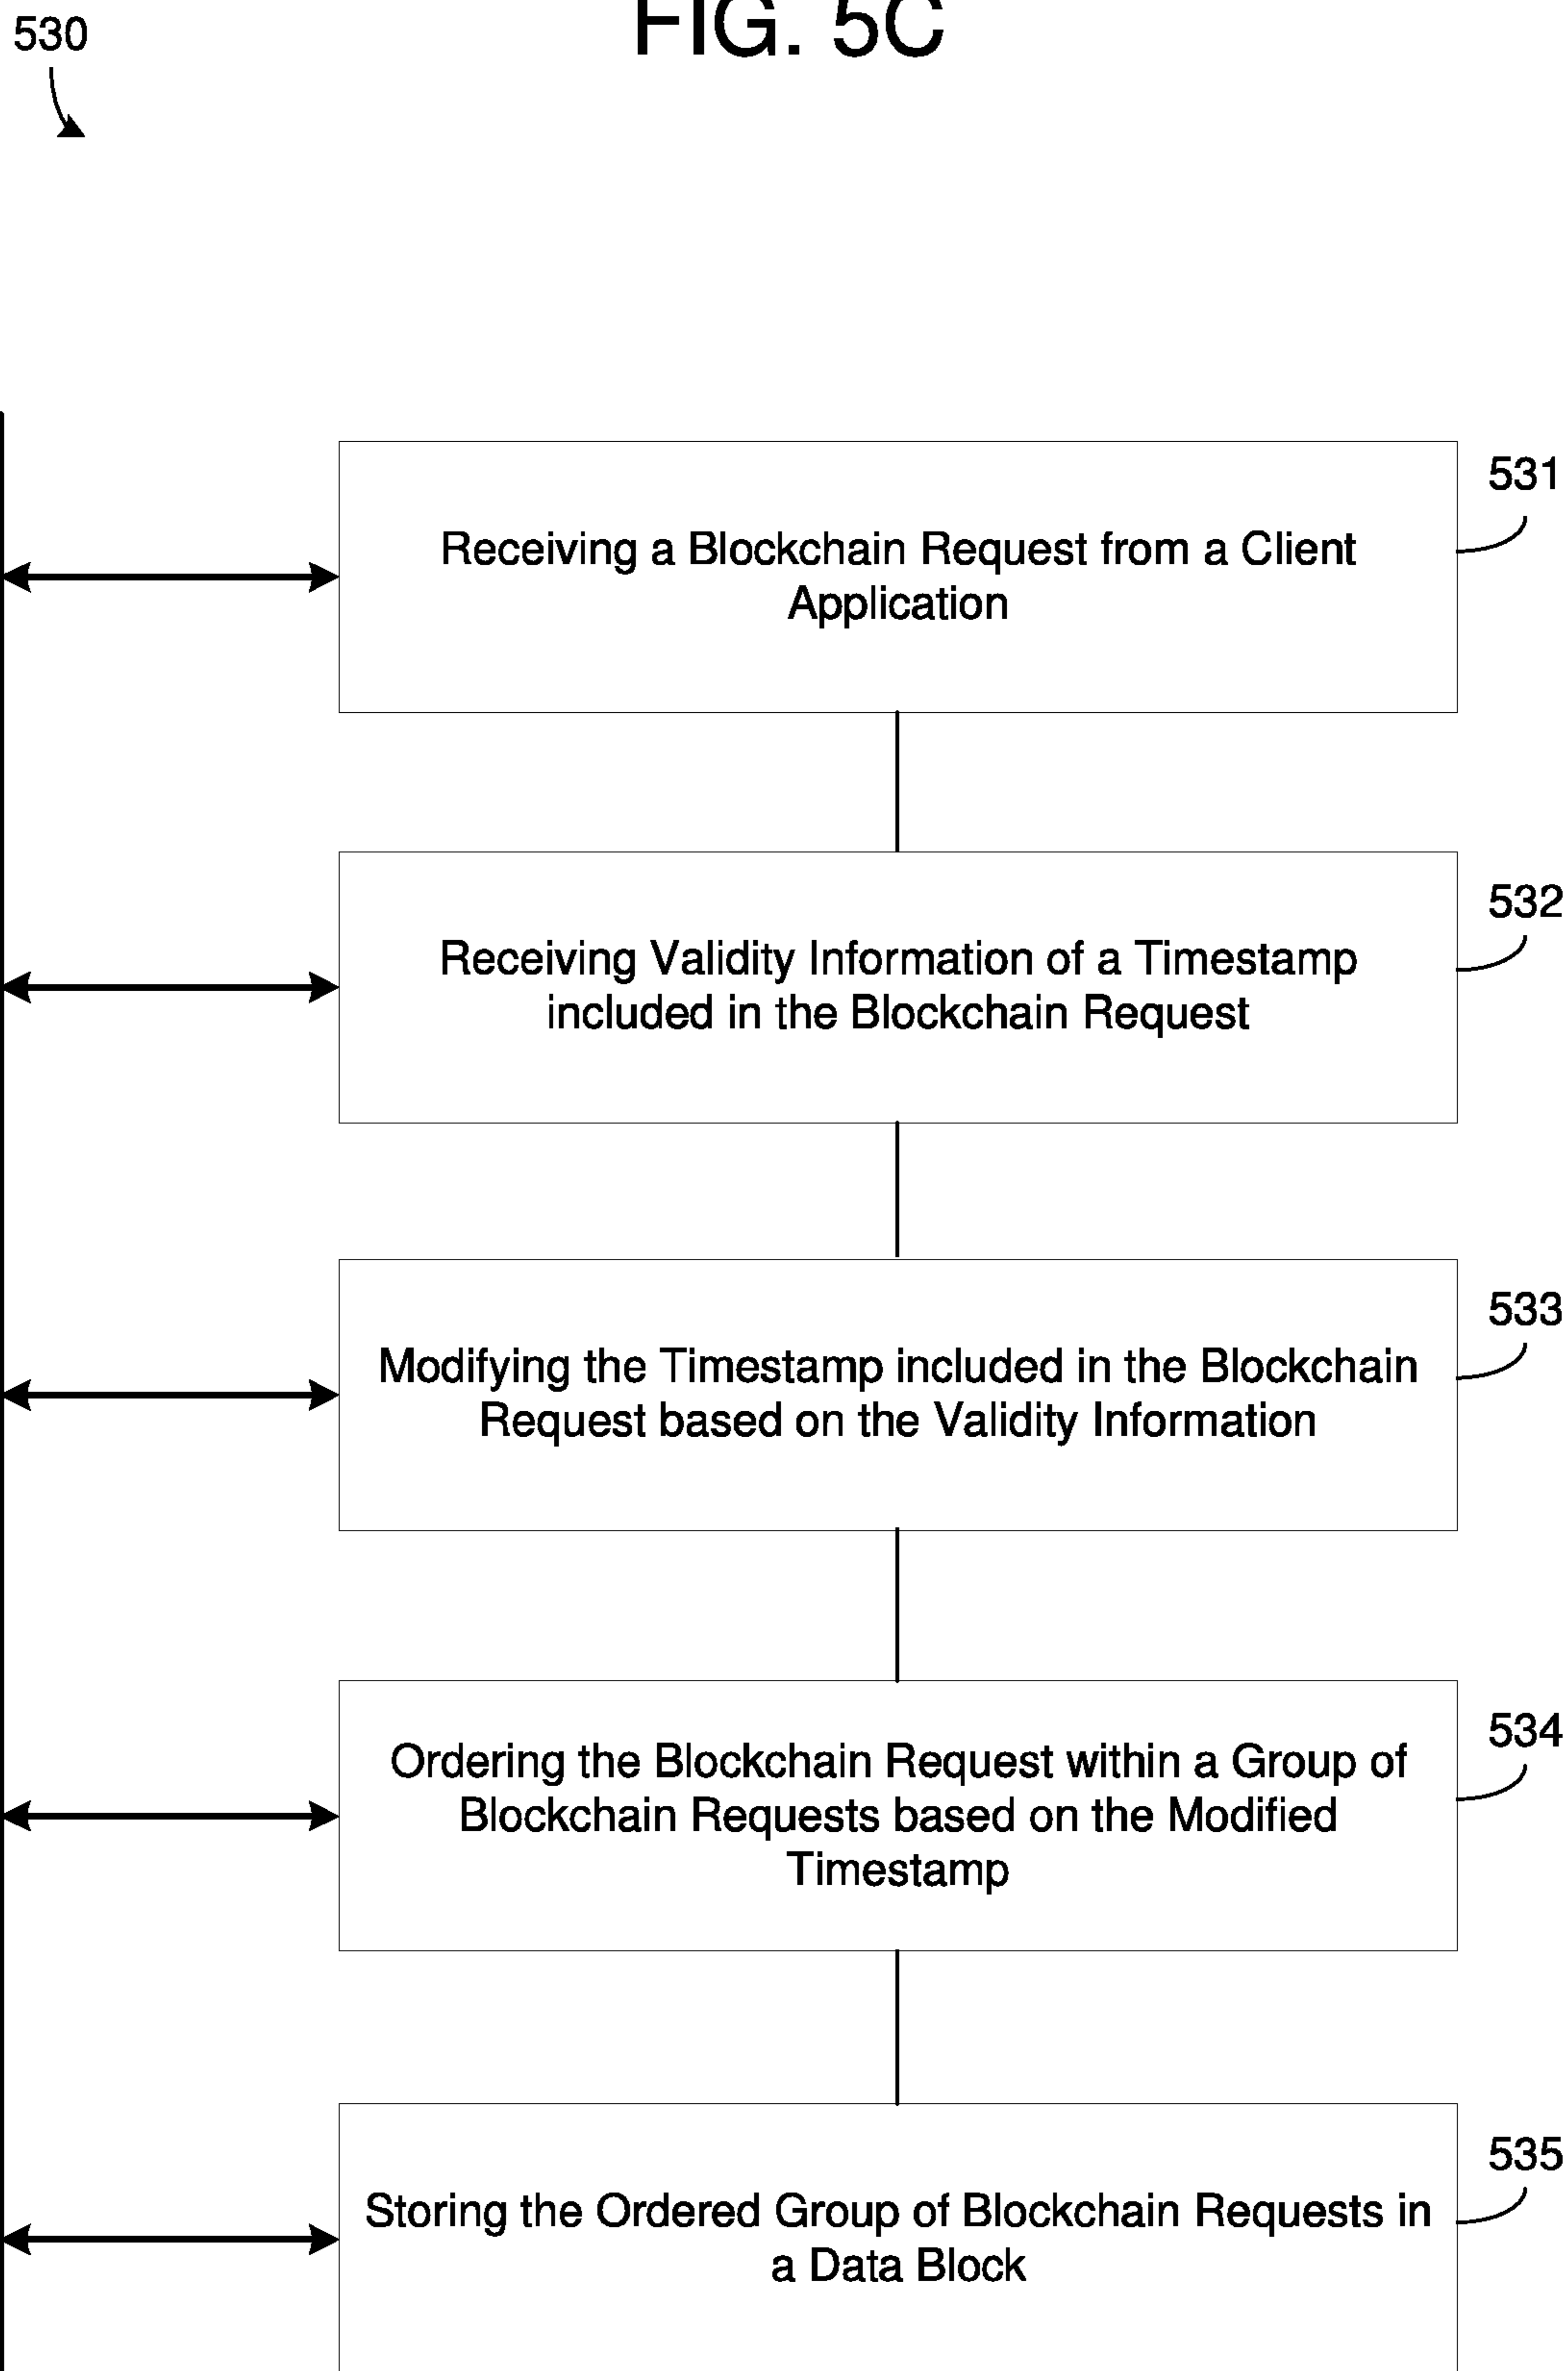 FIG. 5C
530
531
Receiving a Blockchain Request from a Client
Application
532
Receiving Validity Information of a Timestamp
included in the Blockchain Request
533
Modifying the Timestamp included in the Blockchain
Request based on the Validity Information
534
Ordering the Blockchain Request within a Group of
Blockchain Requests based on the Modified
Timestamp
535
Storing the Ordered Group of Blockchain Requests in
a Data Block